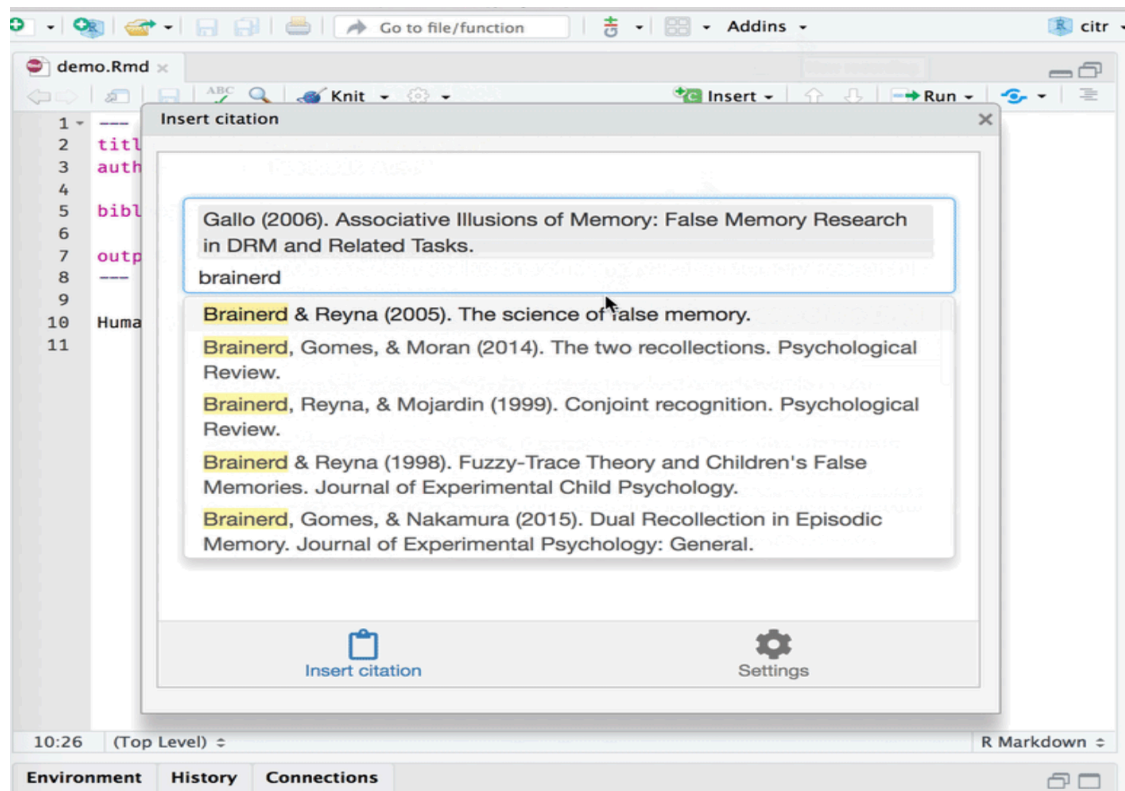 Go to file/function Addins citr
demo.Rmd
ABC Knit Insert Run
Insert citation
1 ---
2 titl
3 auth
4
5 bibl
6
7 outp
8 ---
9
10 Huma
11
Gallo (2006). Associative Illusions of Memory: False Memory Research
in DRM and Related Tasks.
brainerd
Brainerd & Reyna (2005). The science of false memory.
Brainerd, Gomes, & Moran (2014). The two recollections. Psychological
Review.
Brainerd, Reyna, & Mojardin (1999). Conjoint recognition. Psychological
Review.
Brainerd & Reyna (1998). Fuzzy-Trace Theory and Children's False
Memories. Journal of Experimental Child Psychology.
Brainerd, Gomes, & Nakamura (2015). Dual Recollection in Episodic
Memory. Journal of Experimental Psychology: General.
Insert citation Settings
10:26 (Top Level) R Markdown
Environment History Connections